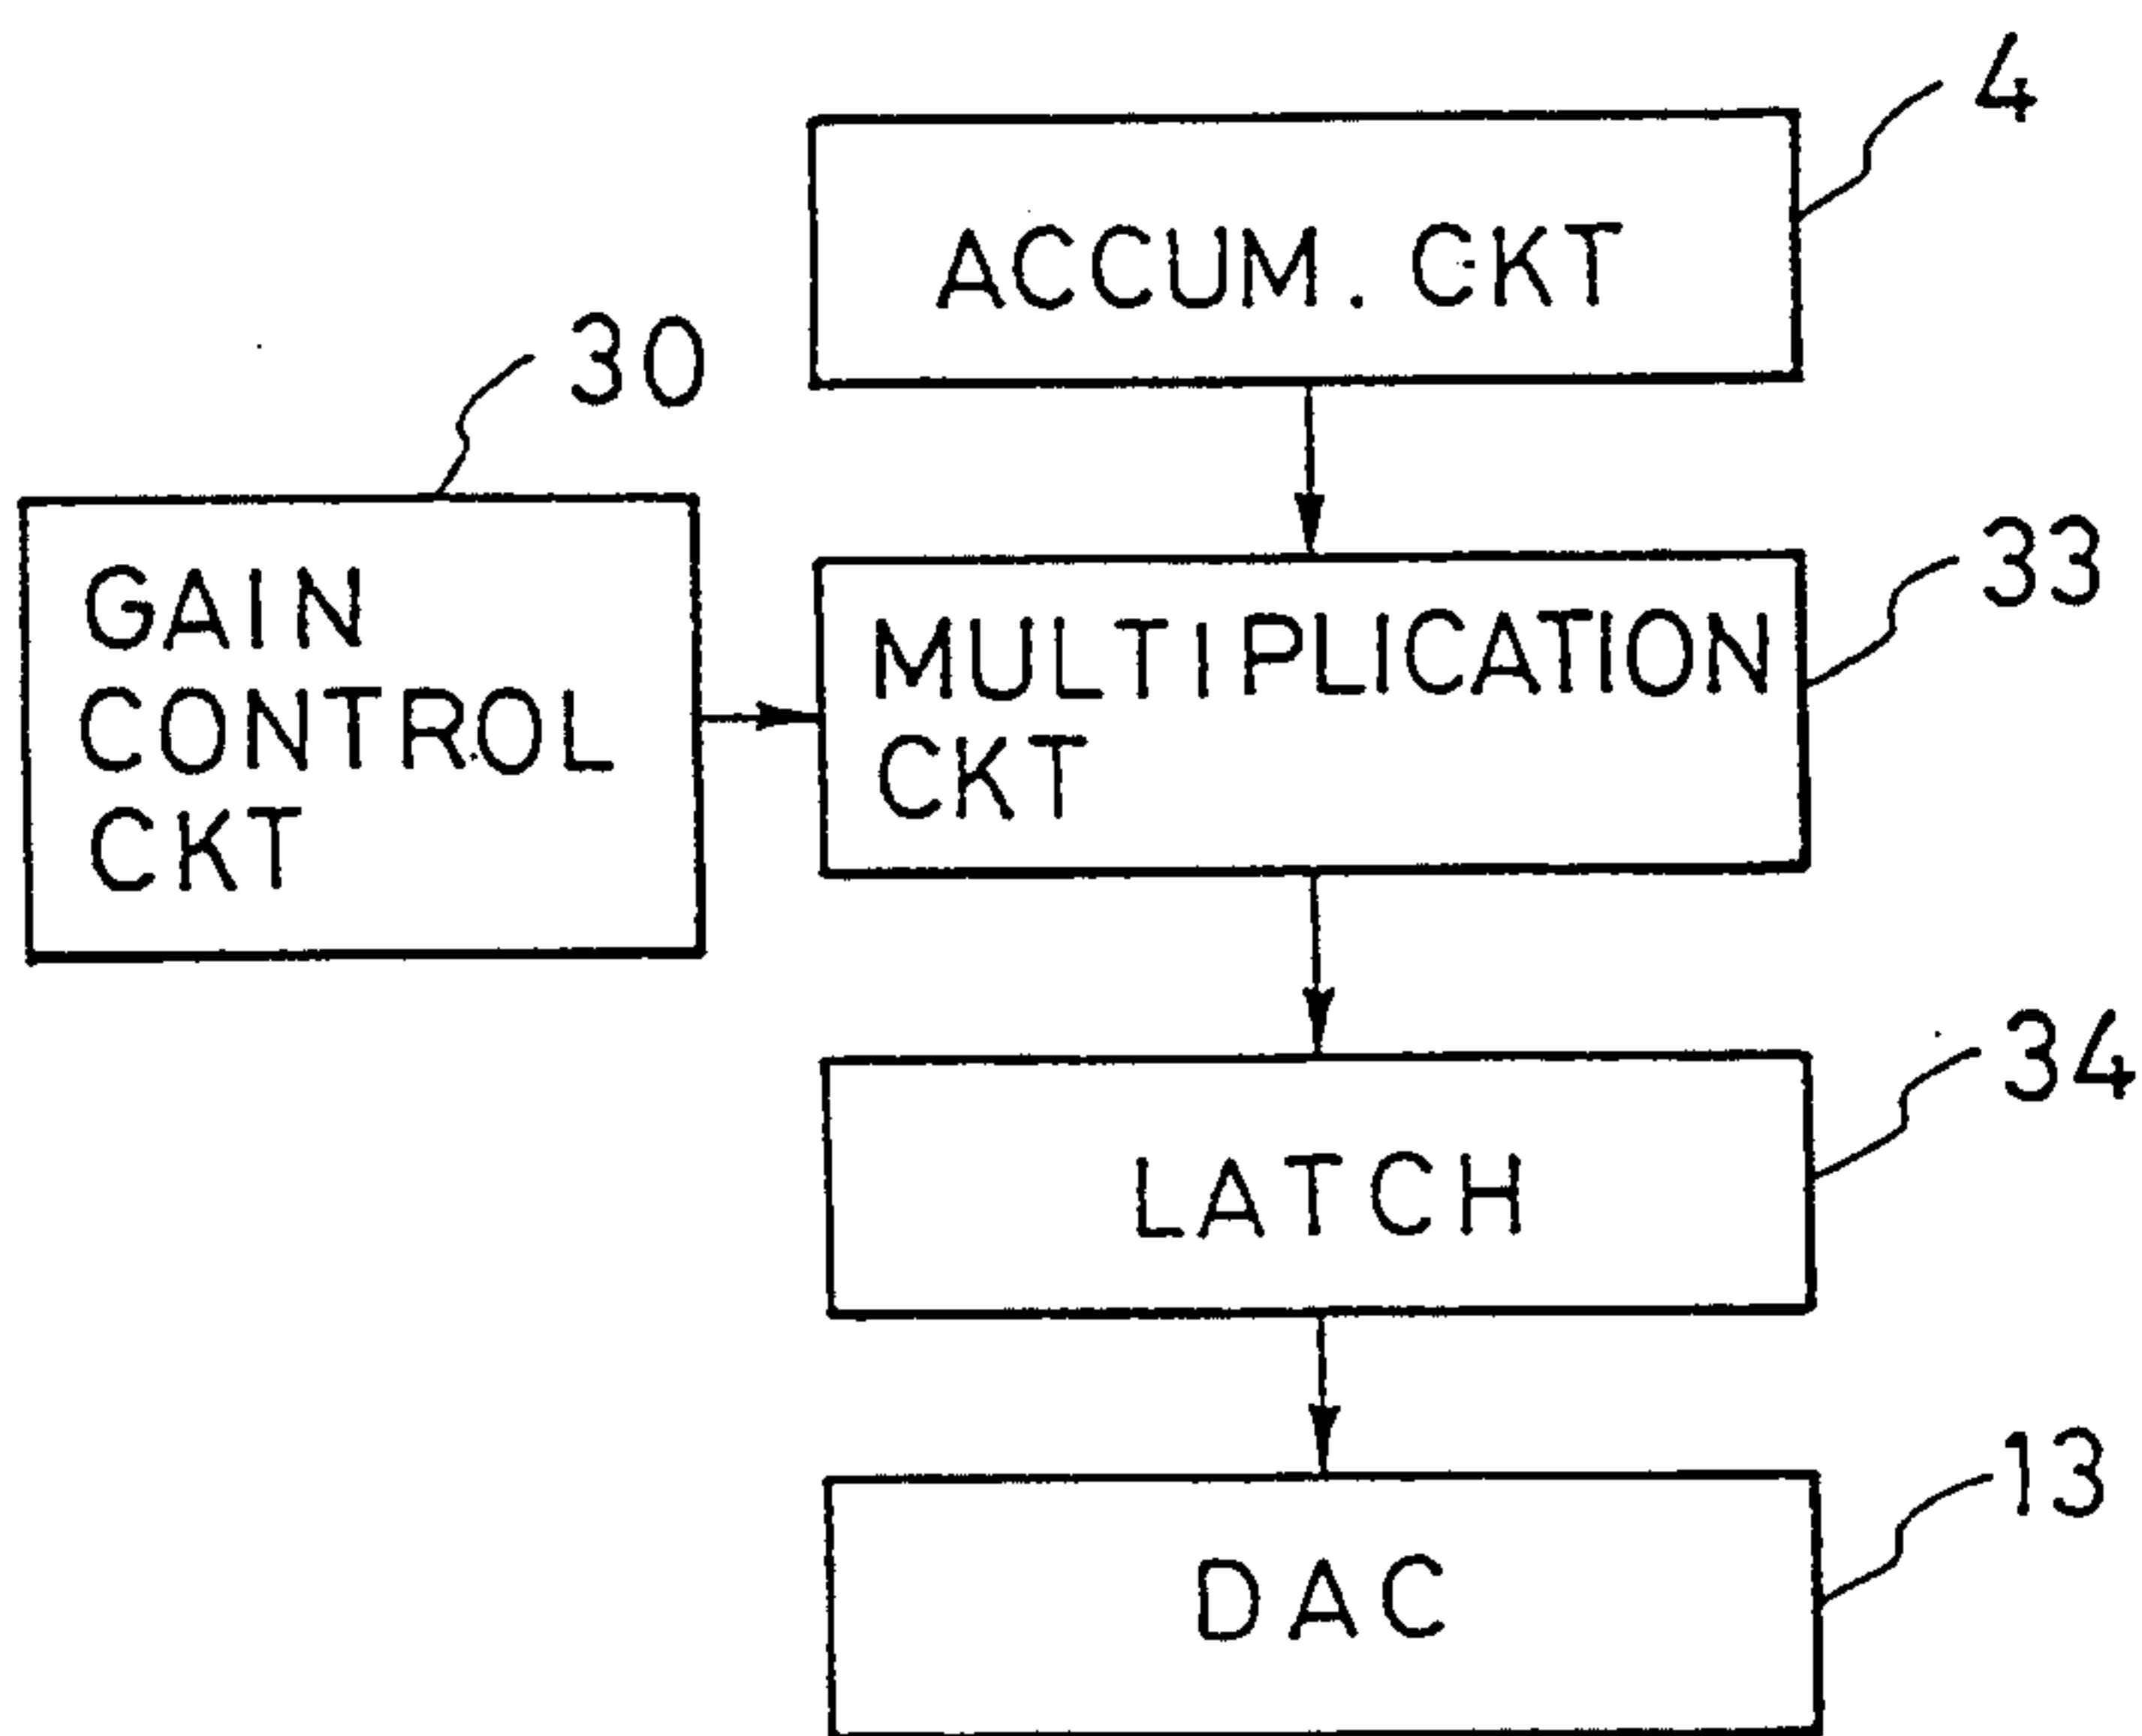 4
ACCUM. CKT
30
GAIN
CONTROL
CKT
33
MULTIPLICATION
CKT
34
LATCH
13
DAC